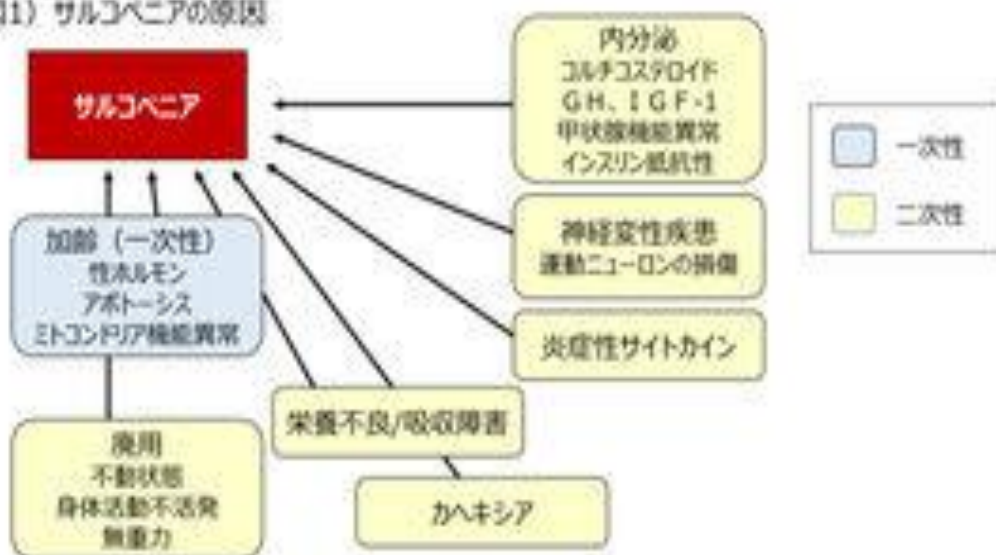 図1) サルコペニアの原因
サルコペニア
内分泌
コルチコステロイド
GH、IGF-1
甲状腺機能異常
インスリン抵抗性
一次性
二次性
神経変性疾患
運動ニューロンの損傷
加齢 (一次性)
性ホルモン
アポトーシス
ミトコンドリア機能異常
炎症性サイトカイン
栄養不良/吸収障害
廃用
不動状態
身体活動不活発
無重力
カヘキシア